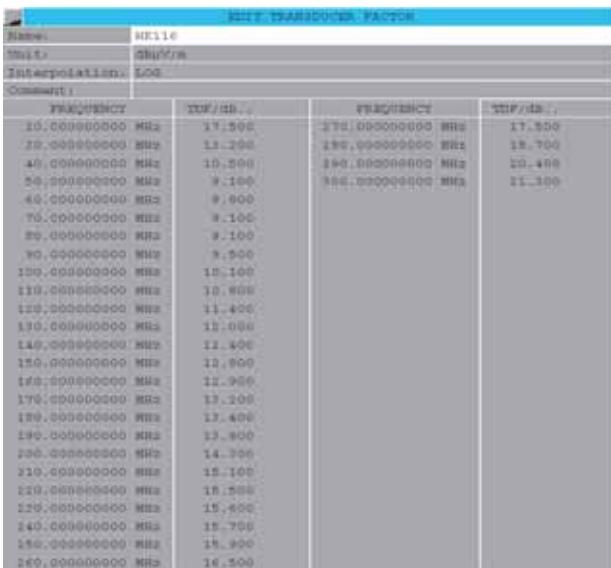 EDIT TRANSDUCER FACTOR
Name: HK116
Unit: dBuV/m
Interpolation: LOG
Comment:
FREQUENCY TDF/dB.. FREQUENCY TDF/dB..
20.000000000 MHz 17.500 270.000000000 MHz 17.500
30.000000000 MHz 13.200 280.000000000 MHz
40.000000000 MHz 10.500 290.000000000 MHz 20.400
50.000000000 MHz 9.100 300.000000000 MHz 21.300
60.000000000 MHz
70.000000000 MHz 9.100
80.000000000 MHz 9.100
90.000000000 MHz 9.500
100.000000000 MHz 10.100
110.000000000 MHz 10.800
120.000000000 MHz 11.400
130.000000000 MHz 12.000
140.000000000 MHz 12.400
150.000000000 MHz 12.800
160.000000000 MHz 12.900
170.000000000 MHz 13.200
180.000000000 MHz 13.400
190.000000000 MHz 13.800
200.000000000 MHz 14.300
210.000000000 MHz 15.100
220.000000000 MHz 15.500
230.000000000 MHz 15.600
240.000000000 MHz 15.700
250.000000000 MHz 15.900
260.000000000 MHz 16.500